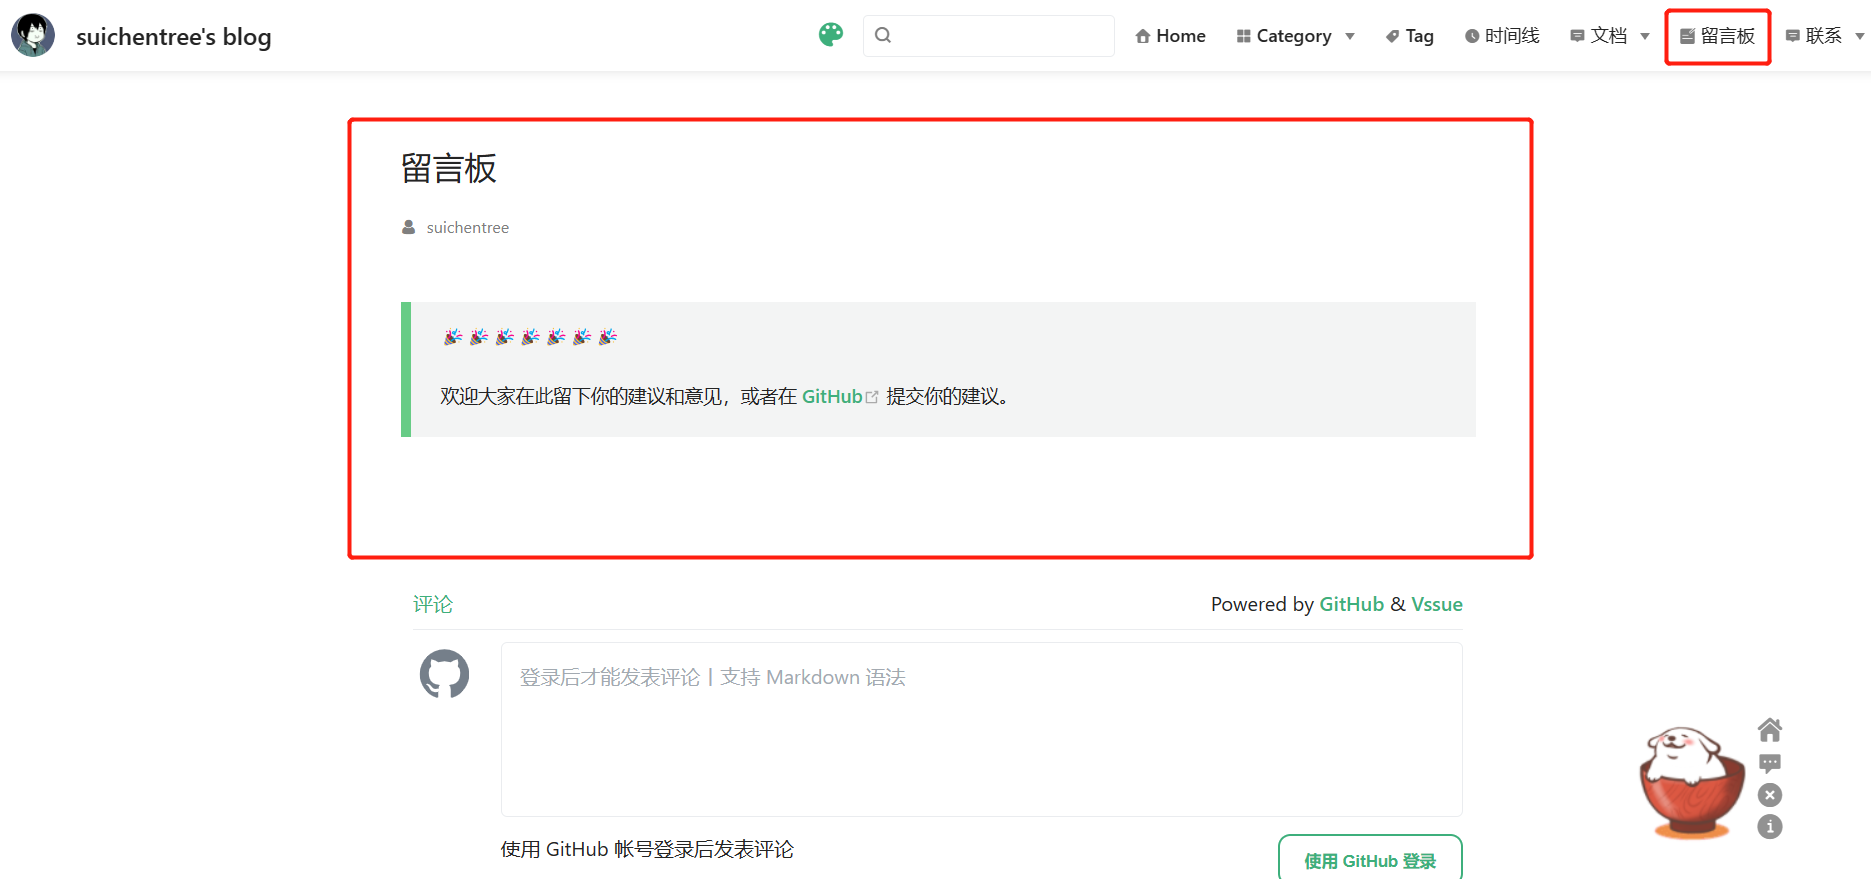 suichentree's blog
Home Category Tag 时间线 文档 留言板 联系
留言板
suichentree
🎉 🎉 🎉 🎉 🎉 🎉 🎉
欢迎大家在此留下你的建议和意见，或者在 GitHub 提交你的建议。
评论 Powered by GitHub & Vssue
登录后才能发表评论 | 支持 Markdown 语法
使用 GitHub 帐号登录后发表评论
使用 GitHub 登录